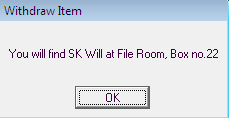 Withdraw Item
You will find SK Will at File Room, Box no.22
OK